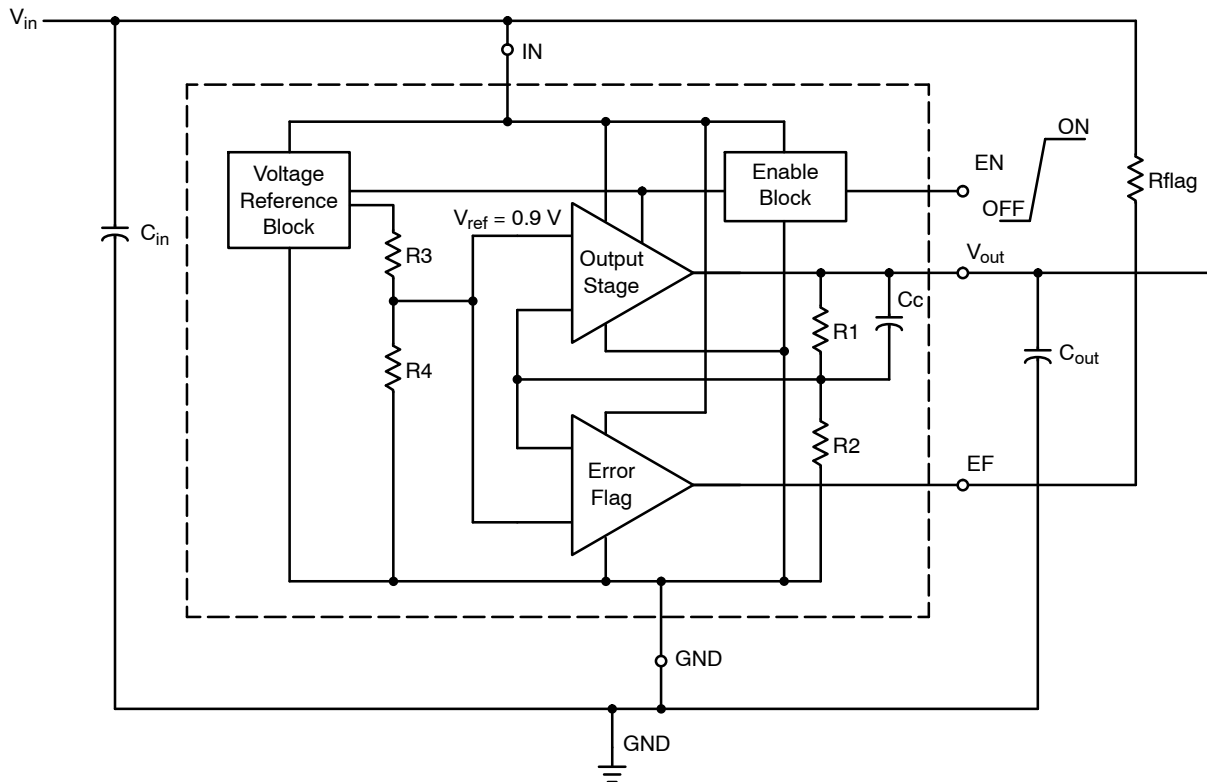 Vin
IN
ON
EN
OFF
Voltage
Reference
Block
Enable
Block
Rflag
Cin
Vref = 0.9 V
R3
Output
Stage
Vout
Cc
R1
Cout
R4
R2
Error
Flag
EF
GND
GND